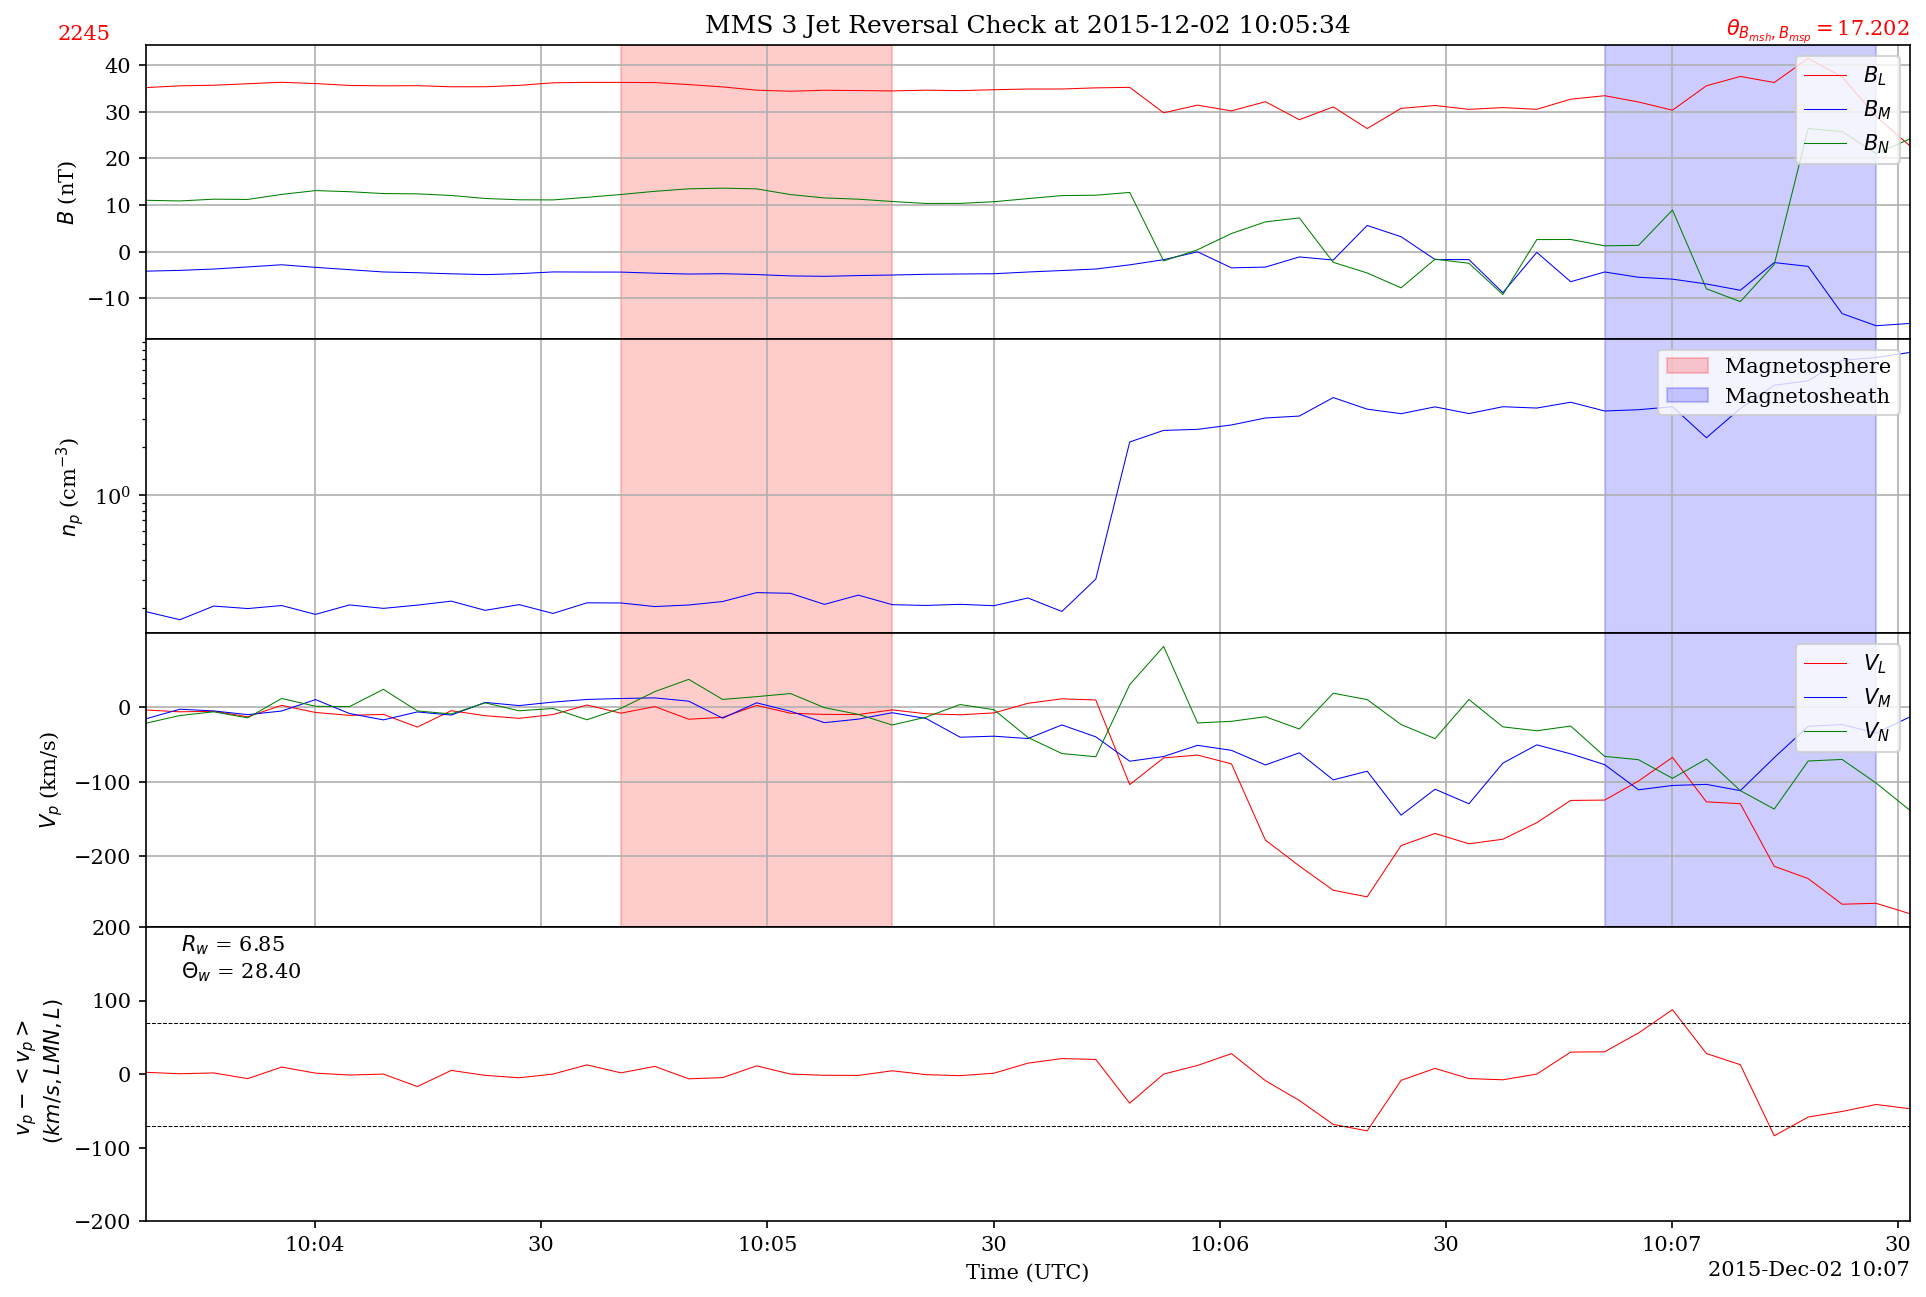 2245
MMS 3 Jet Reversal Check at 2015-12-02 10:05:34
θ_{B_{msh}, B_{msp}} = 17.202
40
30
20
10
0
−10
B (nT)
B_L
B_M
B_N
10^0
n_p (cm^{−3})
Magnetosphere
Magnetosheath
0
−100
−200
V_p (km/s)
V_L
V_M
V_N
200
100
0
−100
−200
v_p − < v_p >
(km/s, LMN, L)
R_w = 6.85
Θ_w = 28.40
10:04
30
10:05
30
10:06
30
10:07
30
Time (UTC)
2015-Dec-02 10:07